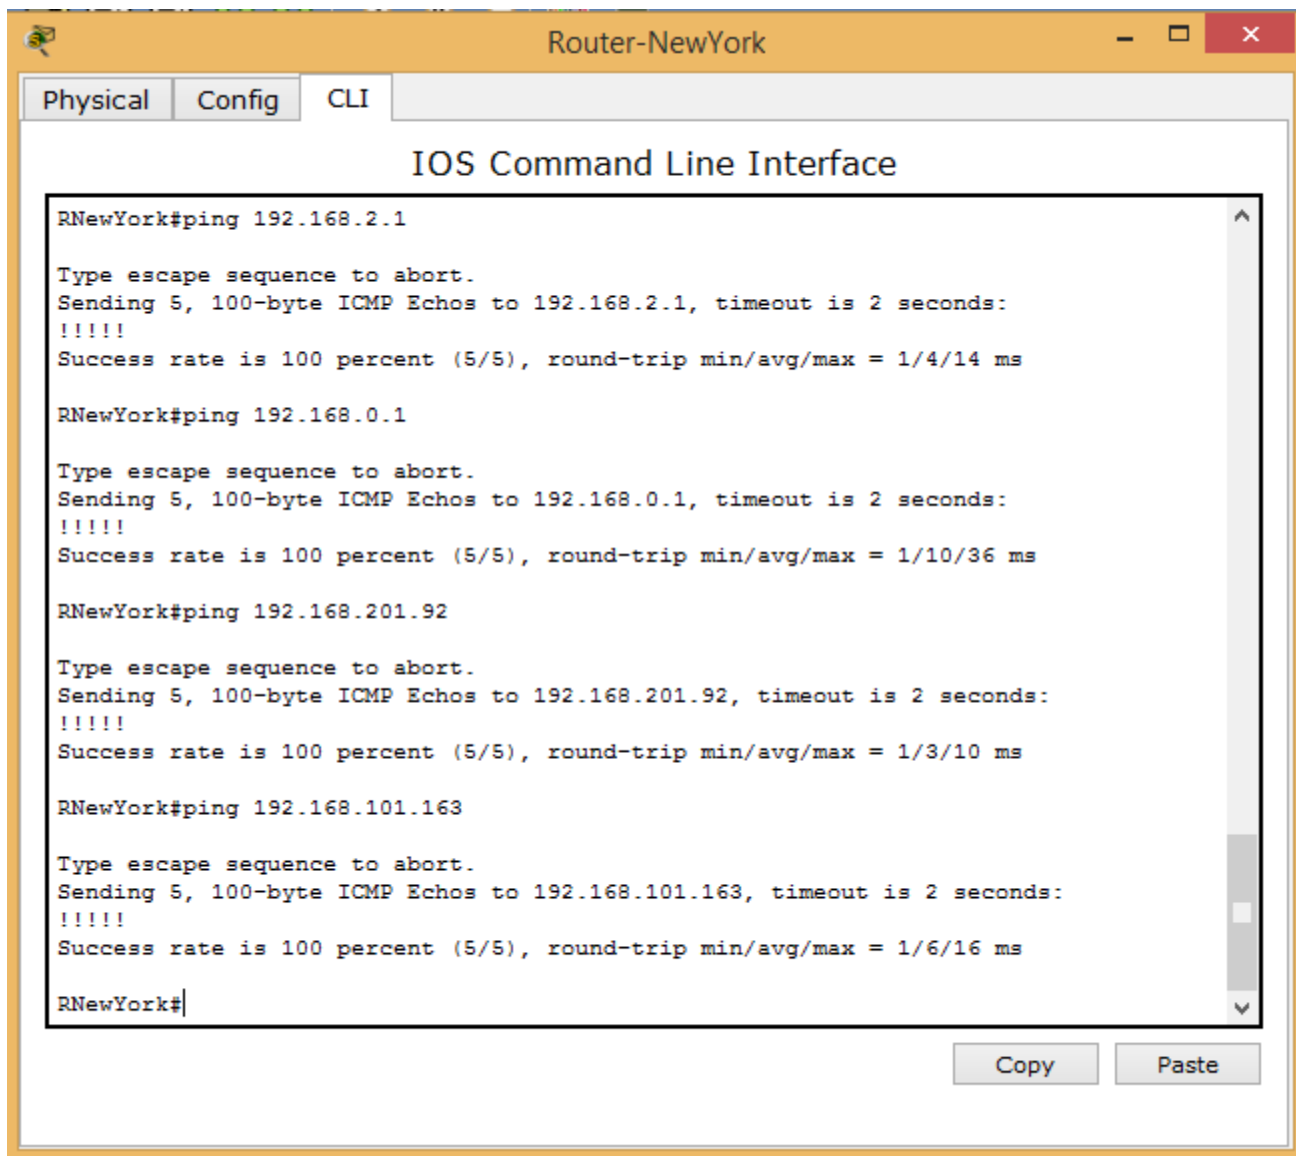 Router-NewYork
Physical Config CLI
IOS Command Line Interface
RNewYork#ping 192.168.2.1
Type escape sequence to abort.
Sending 5, 100-byte ICMP Echos to 192.168.2.1, timeout is 2 seconds:
!!!!!
Success rate is 100 percent (5/5), round-trip min/avg/max = 1/4/14 ms
RNewYork#ping 192.168.0.1
Type escape sequence to abort.
Sending 5, 100-byte ICMP Echos to 192.168.0.1, timeout is 2 seconds:
!!!!!
Success rate is 100 percent (5/5), round-trip min/avg/max = 1/10/36 ms
RNewYork#ping 192.168.201.92
Type escape sequence to abort.
Sending 5, 100-byte ICMP Echos to 192.168.201.92, timeout is 2 seconds:
!!!!!
Success rate is 100 percent (5/5), round-trip min/avg/max = 1/3/10 ms
RNewYork#ping 192.168.101.163
Type escape sequence to abort.
Sending 5, 100-byte ICMP Echos to 192.168.101.163, timeout is 2 seconds:
!!!!!
Success rate is 100 percent (5/5), round-trip min/avg/max = 1/6/16 ms
RNewYork#
Copy Paste